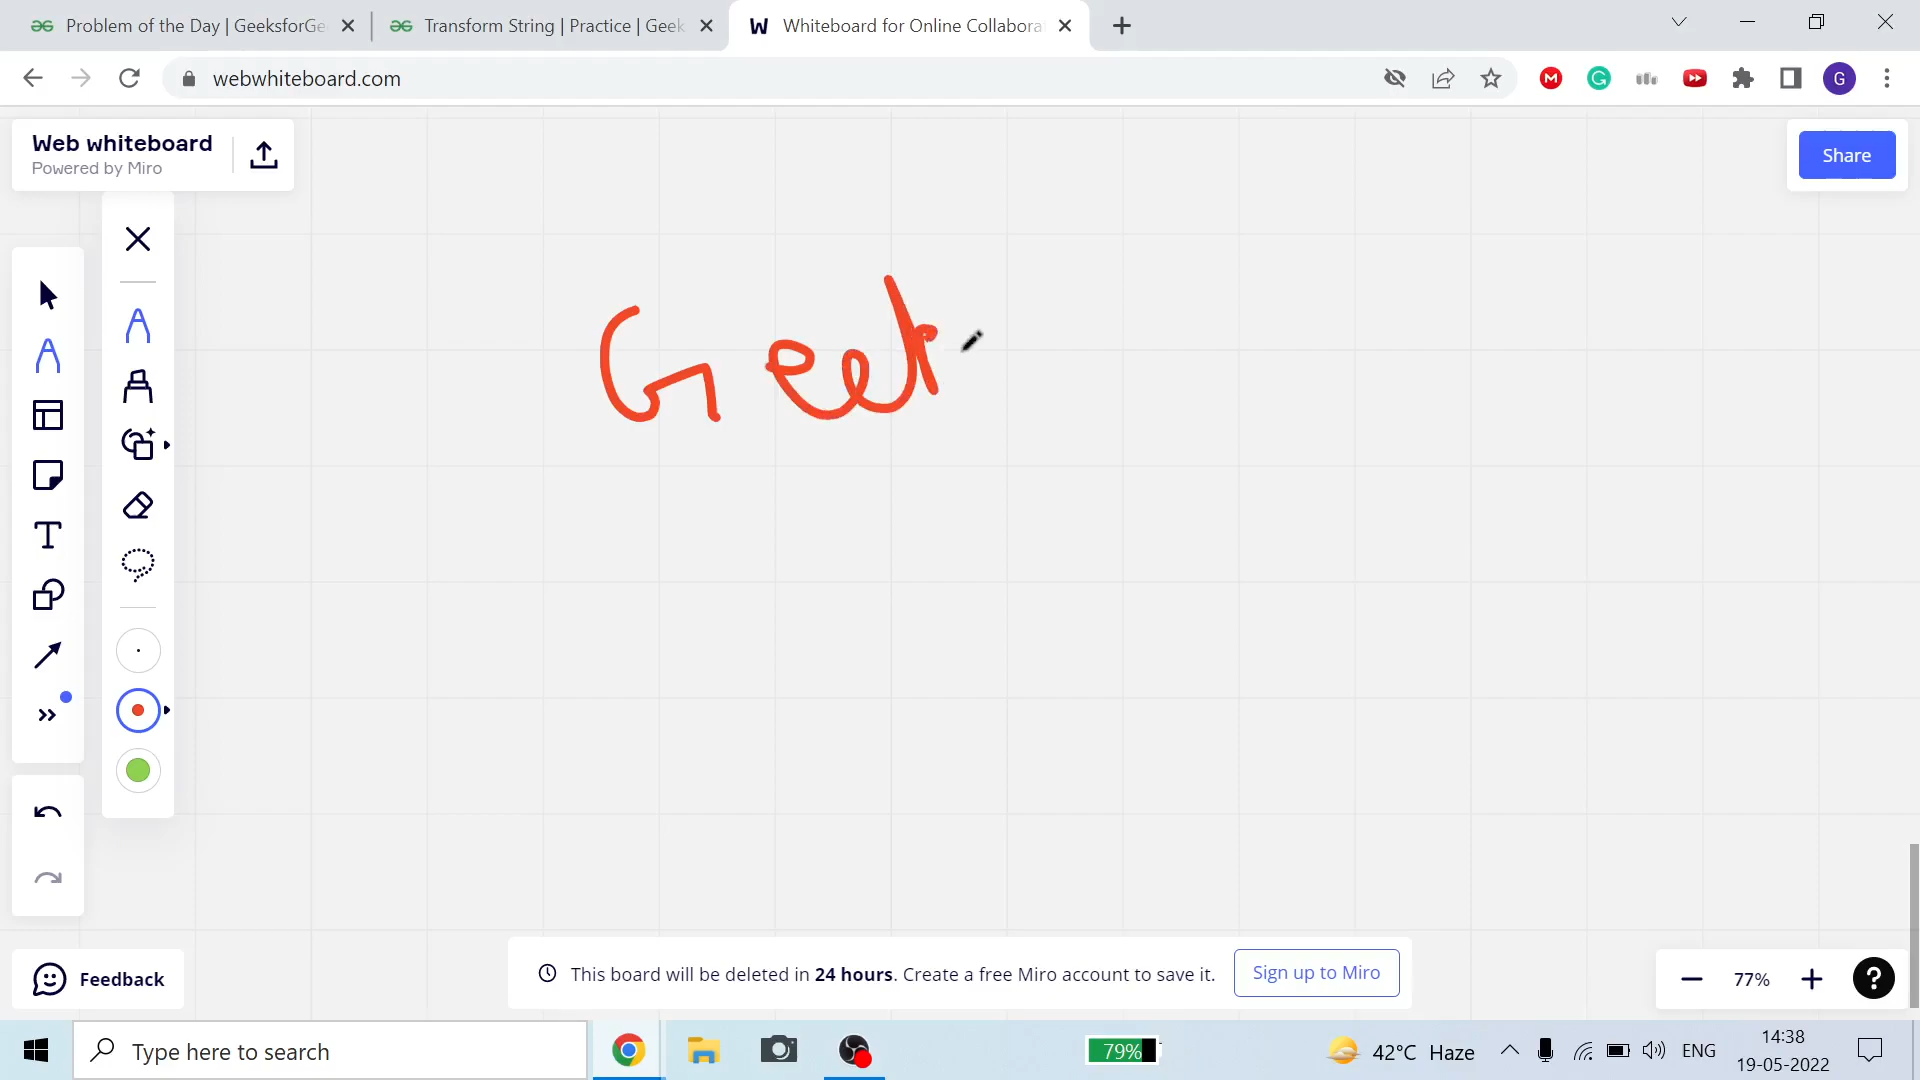 Problem of the Day | GeeksforGe
Transform String | Practice | Geek
W Whiteboard for Online Collabora
webwhiteboard.com
M
G
G
Web whiteboard
Powered by Miro
Share
Geek
T
Feedback
This board will be deleted in 24 hours. Create a free Miro account to save it.
Sign up to Miro
77%
?
Type here to search
79%
42°C Haze
ENG
14:38
19-05-2022